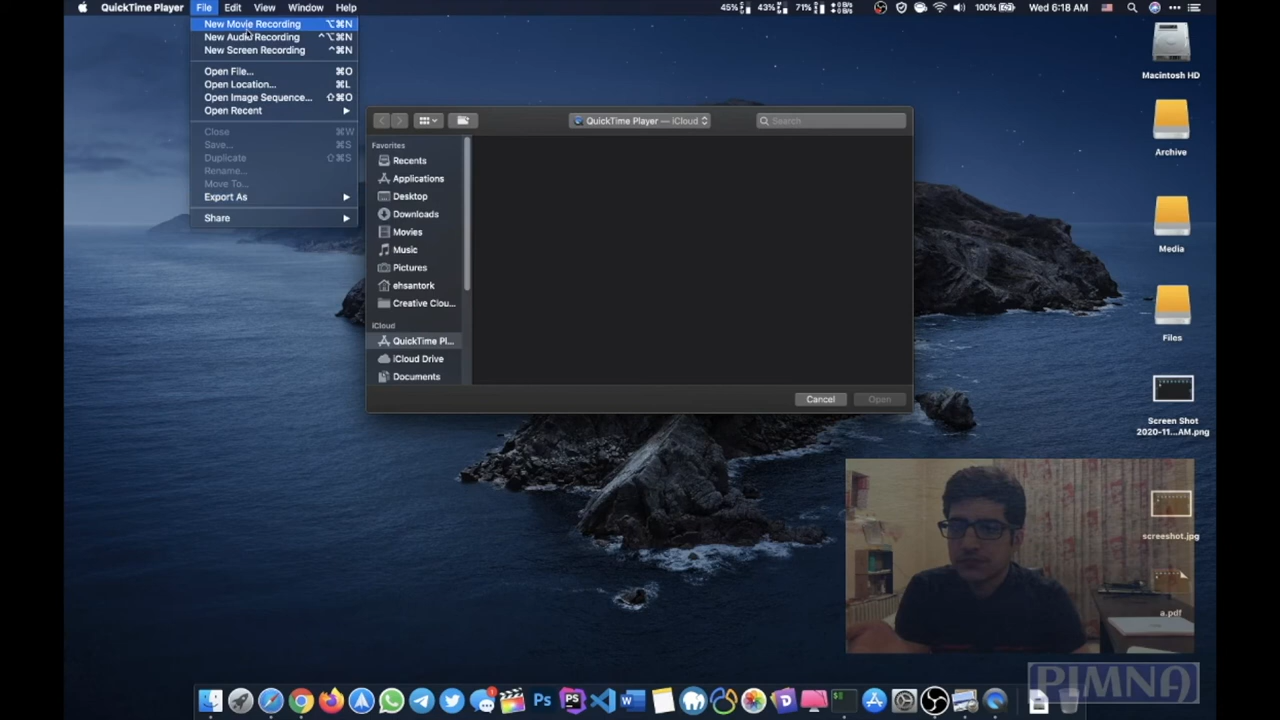 QuickTime Player File Edit View Window Help 45% 43% 71% 100% Wed 6:18 AM
New Movie Recording ⌥⌘N
New Audio Recording ^⌥⌘N
New Screen Recording ^⌘N
Open File... ⌘O
Open Location... ⌘L
Open Image Sequence... ⇧⌘O
Open Recent
Close ⌘W
Save... ⌘S
Duplicate ⇧⌘S
Rename...
Move To...
Export As
Share
QuickTime Player — iCloud
Search
Favorites
Recents
Applications
Desktop
Downloads
Movies
Music
Pictures
ehsantork
Creative Clou...
iCloud
QuickTime Pl...
iCloud Drive
Documents
Cancel Open
Macintosh HD
Archive
Media
Files
Screen Shot
2020-11...AM.png
screeshot.jpg
a.pdf
PIMNA